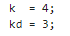 k  = 4;
kd = 3;